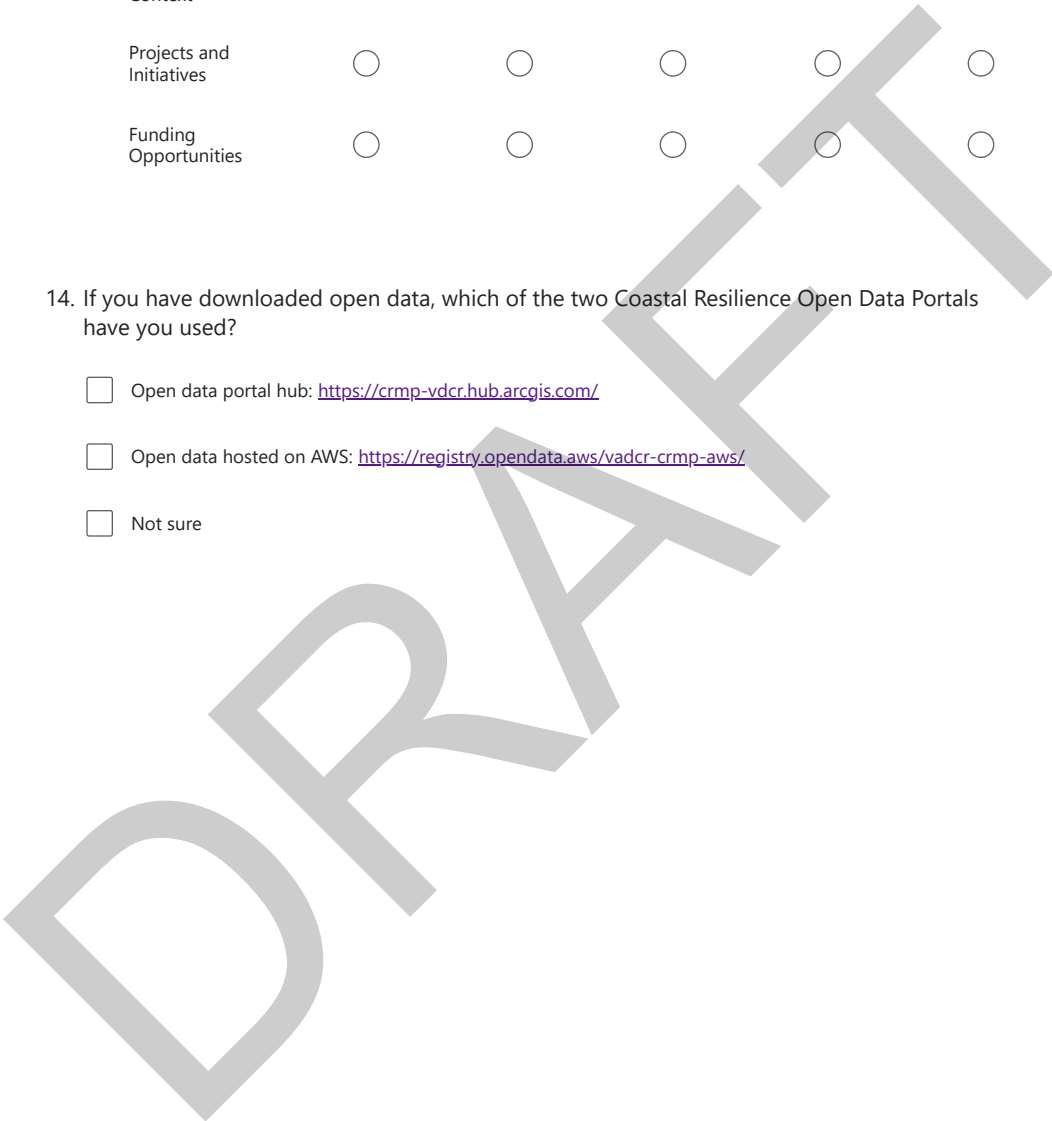 Projects and
Initiatives
Funding
Opportunities
14. If you have downloaded open data, which of the two Coastal Resilience Open Data Portals
have you used?
Open data portal hub: https://crmp-vdcr.hub.arcgis.com/
Open data hosted on AWS: https://registry.opendata.aws/vadcr-crmp-aws/
Not sure
DRAFT